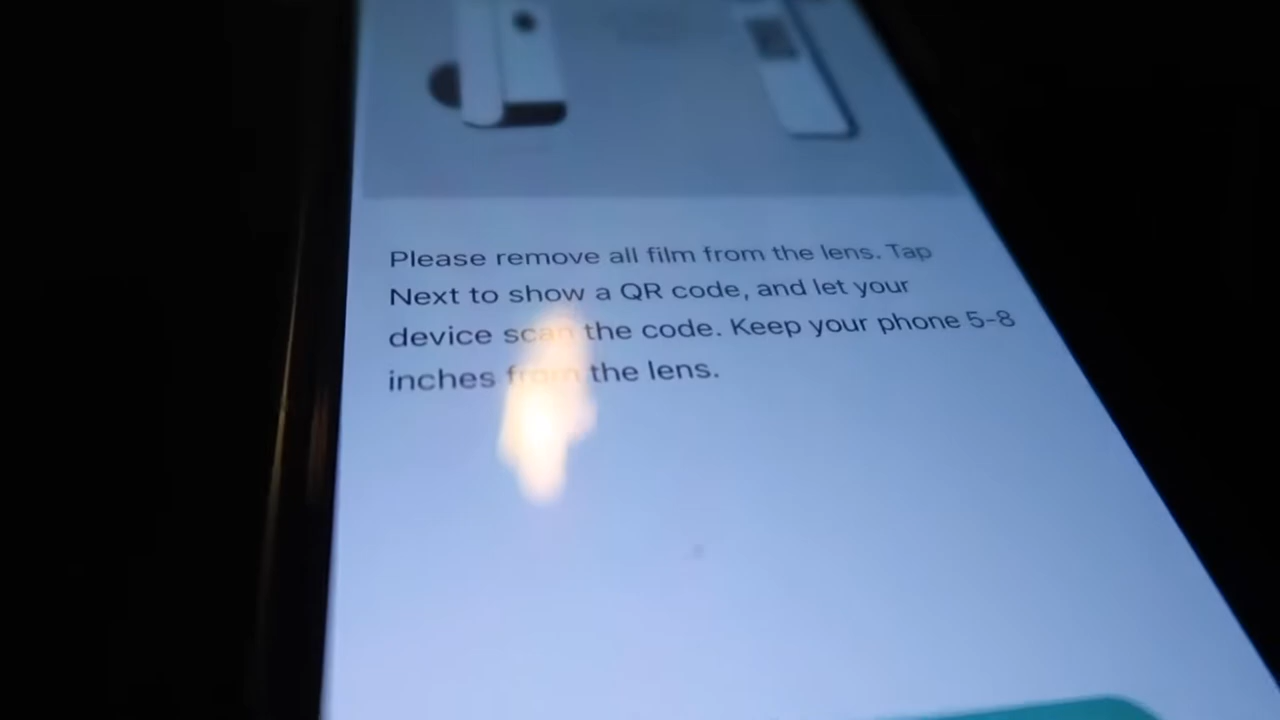 Please remove all film from the lens. Tap
Next to show a QR code, and let your
device scan the code. Keep your phone 5-8
inches from the lens.